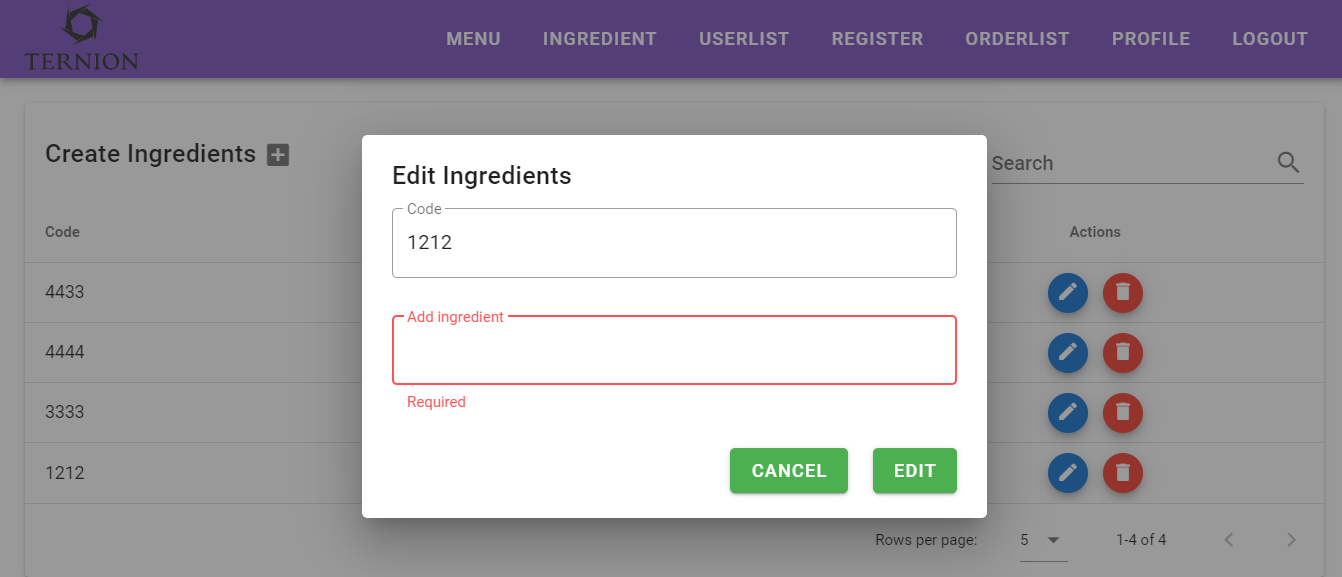 TERNION
MENU INGREDIENT USERLIST REGISTER ORDERLIST PROFILE LOGOUT
Create Ingredients
Search
Code
Actions
4433
4444
3333
1212
Edit Ingredients
Code
1212
Add ingredient
Required
CANCEL EDIT
Rows per page: 5 1-4 of 4